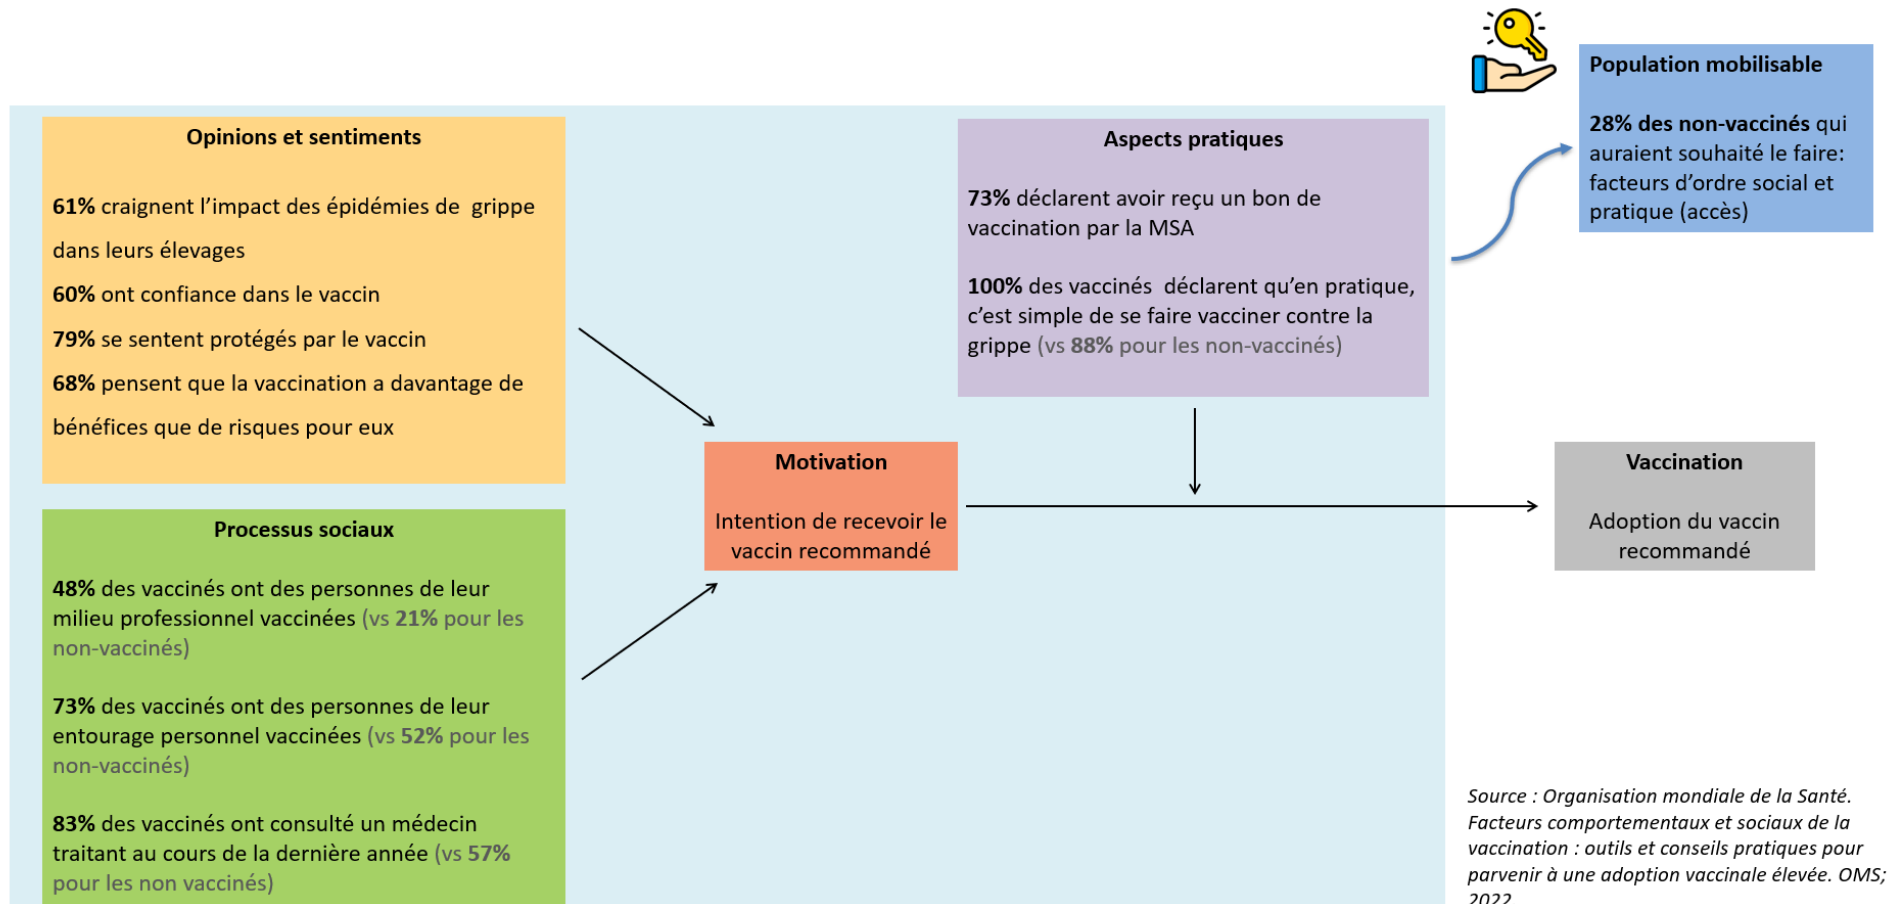 Opinions et sentiments
61% craignent l’impact des épidémies de grippe
dans leurs élevages
60% ont confiance dans le vaccin
79% se sentent protégés par le vaccin
68% pensent que la vaccination a davantage de
bénéfices que de risques pour eux
Processus sociaux
48% des vaccinés ont des personnes de leur
milieu professionnel vaccinées (vs 21% pour les
non-vaccinés)
73% des vaccinés ont des personnes de leur
entourage personnel vaccinées (vs 52% pour les
non-vaccinés)
83% des vaccinés ont consulté un médecin
traitant au cours de la dernière année (vs 57%
pour les non vaccinés)
Motivation
Intention de recevoir le
vaccin recommandé
Aspects pratiques
73% déclarent avoir reçu un bon de
vaccination par la MSA
100% des vaccinés déclarent qu’en pratique,
c’est simple de se faire vacciner contre la
grippe (vs 88% pour les non-vaccinés)
Population mobilisable
28% des non-vaccinés qui
auraient souhaité le faire:
facteurs d’ordre social et
pratique (accès)
Vaccination
Adoption du vaccin
recommandé
Source : Organisation mondiale de la Santé.
Facteurs comportementaux et sociaux de la
vaccination : outils et conseils pratiques pour
parvenir à une adoption vaccinale élevée. OMS;
2022